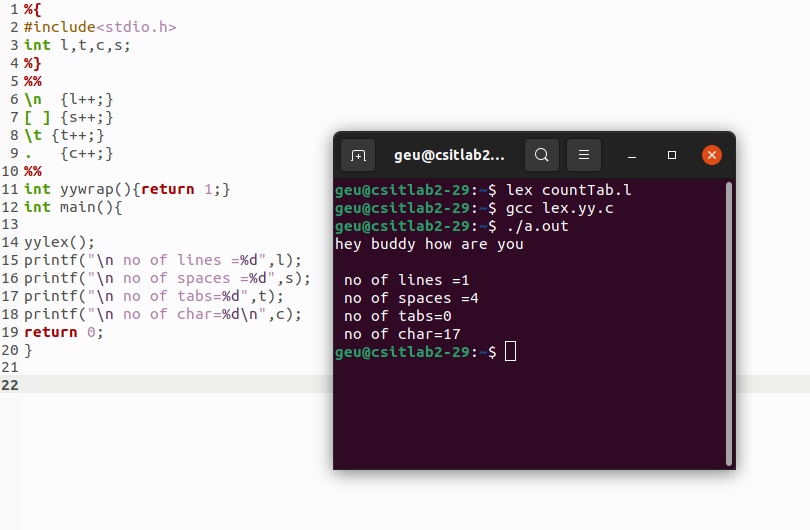 1 %{
2 #include<stdio.h>
3 int l,t,c,s;
4 %}
5 %%
6 \n  {l++;}
7 [ ] {s++;}
8 \t {t++;}
9 .   {c++;}
10 %%
11 int yywrap(){return 1;}
12 int main(){
13
14 yylex();
15 printf("\n no of lines =%d",l);
16 printf("\n no of spaces =%d",s);
17 printf("\n no of tabs=%d",t);
18 printf("\n no of char=%d\n",c);
19 return 0;
20 }
21
22
geu@csitlab2...
geu@csitlab2-29:~$ lex countTab.l
geu@csitlab2-29:~$ gcc lex.yy.c
geu@csitlab2-29:~$ ./a.out
hey buddy how are you
no of lines =1
no of spaces =4
no of tabs=0
no of char=17
geu@csitlab2-29:~$